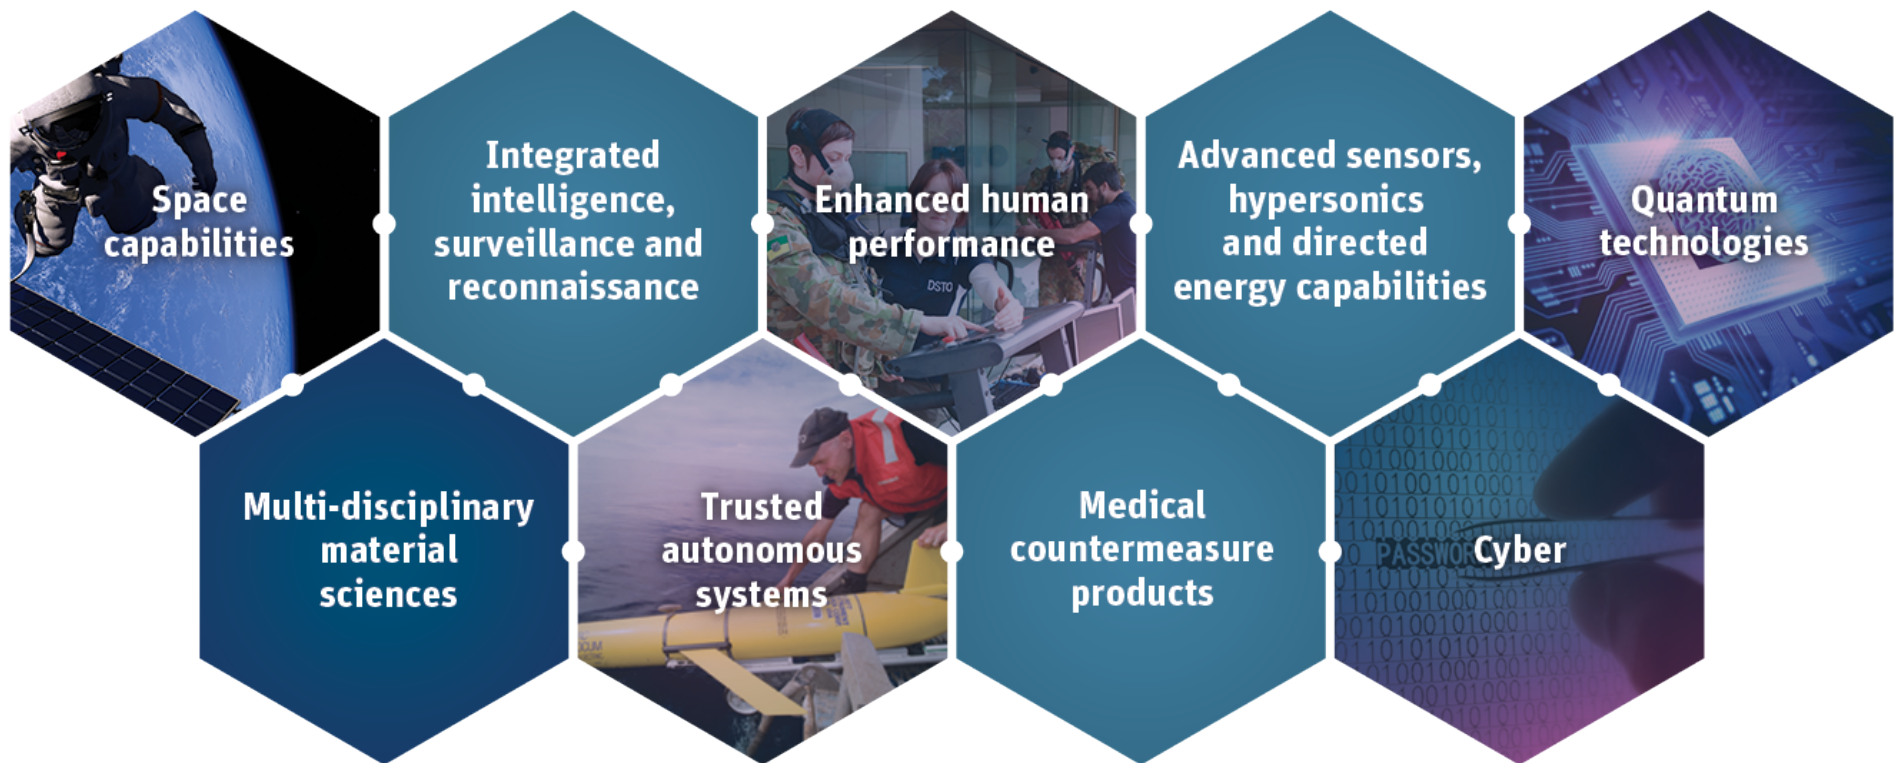 Space
capabilities
Integrated
intelligence,
surveillance and
reconnaissance
Enhanced human
performance
DSTO
Advanced sensors,
hypersonics
and directed
energy capabilities
Quantum
technologies
Multi-disciplinary
material
sciences
Trusted
autonomous
systems
Medical
countermeasure
products
Cyber